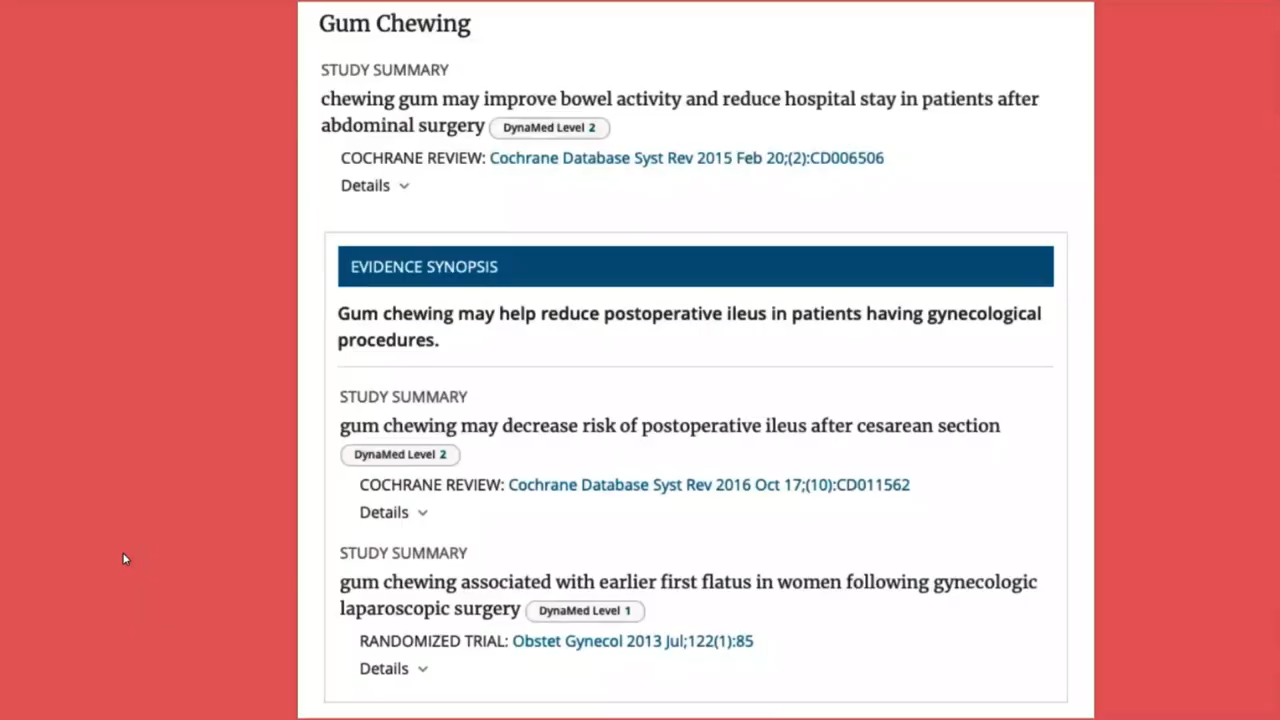 Gum Chewing
STUDY SUMMARY
chewing gum may improve bowel activity and reduce hospital stay in patients after
abdominal surgery DynaMed Level 2
COCHRANE REVIEW: Cochrane Database Syst Rev 2015 Feb 20;(2):CD006506
Details
EVIDENCE SYNOPSIS
Gum chewing may help reduce postoperative ileus in patients having gynecological
procedures.
STUDY SUMMARY
gum chewing may decrease risk of postoperative ileus after cesarean section
DynaMed Level 2
COCHRANE REVIEW: Cochrane Database Syst Rev 2016 Oct 17;(10):CD011562
Details
STUDY SUMMARY
gum chewing associated with earlier first flatus in women following gynecologic
laparoscopic surgery DynaMed Level 1
RANDOMIZED TRIAL: Obstet Gynecol 2013 Jul;122(1):85
Details